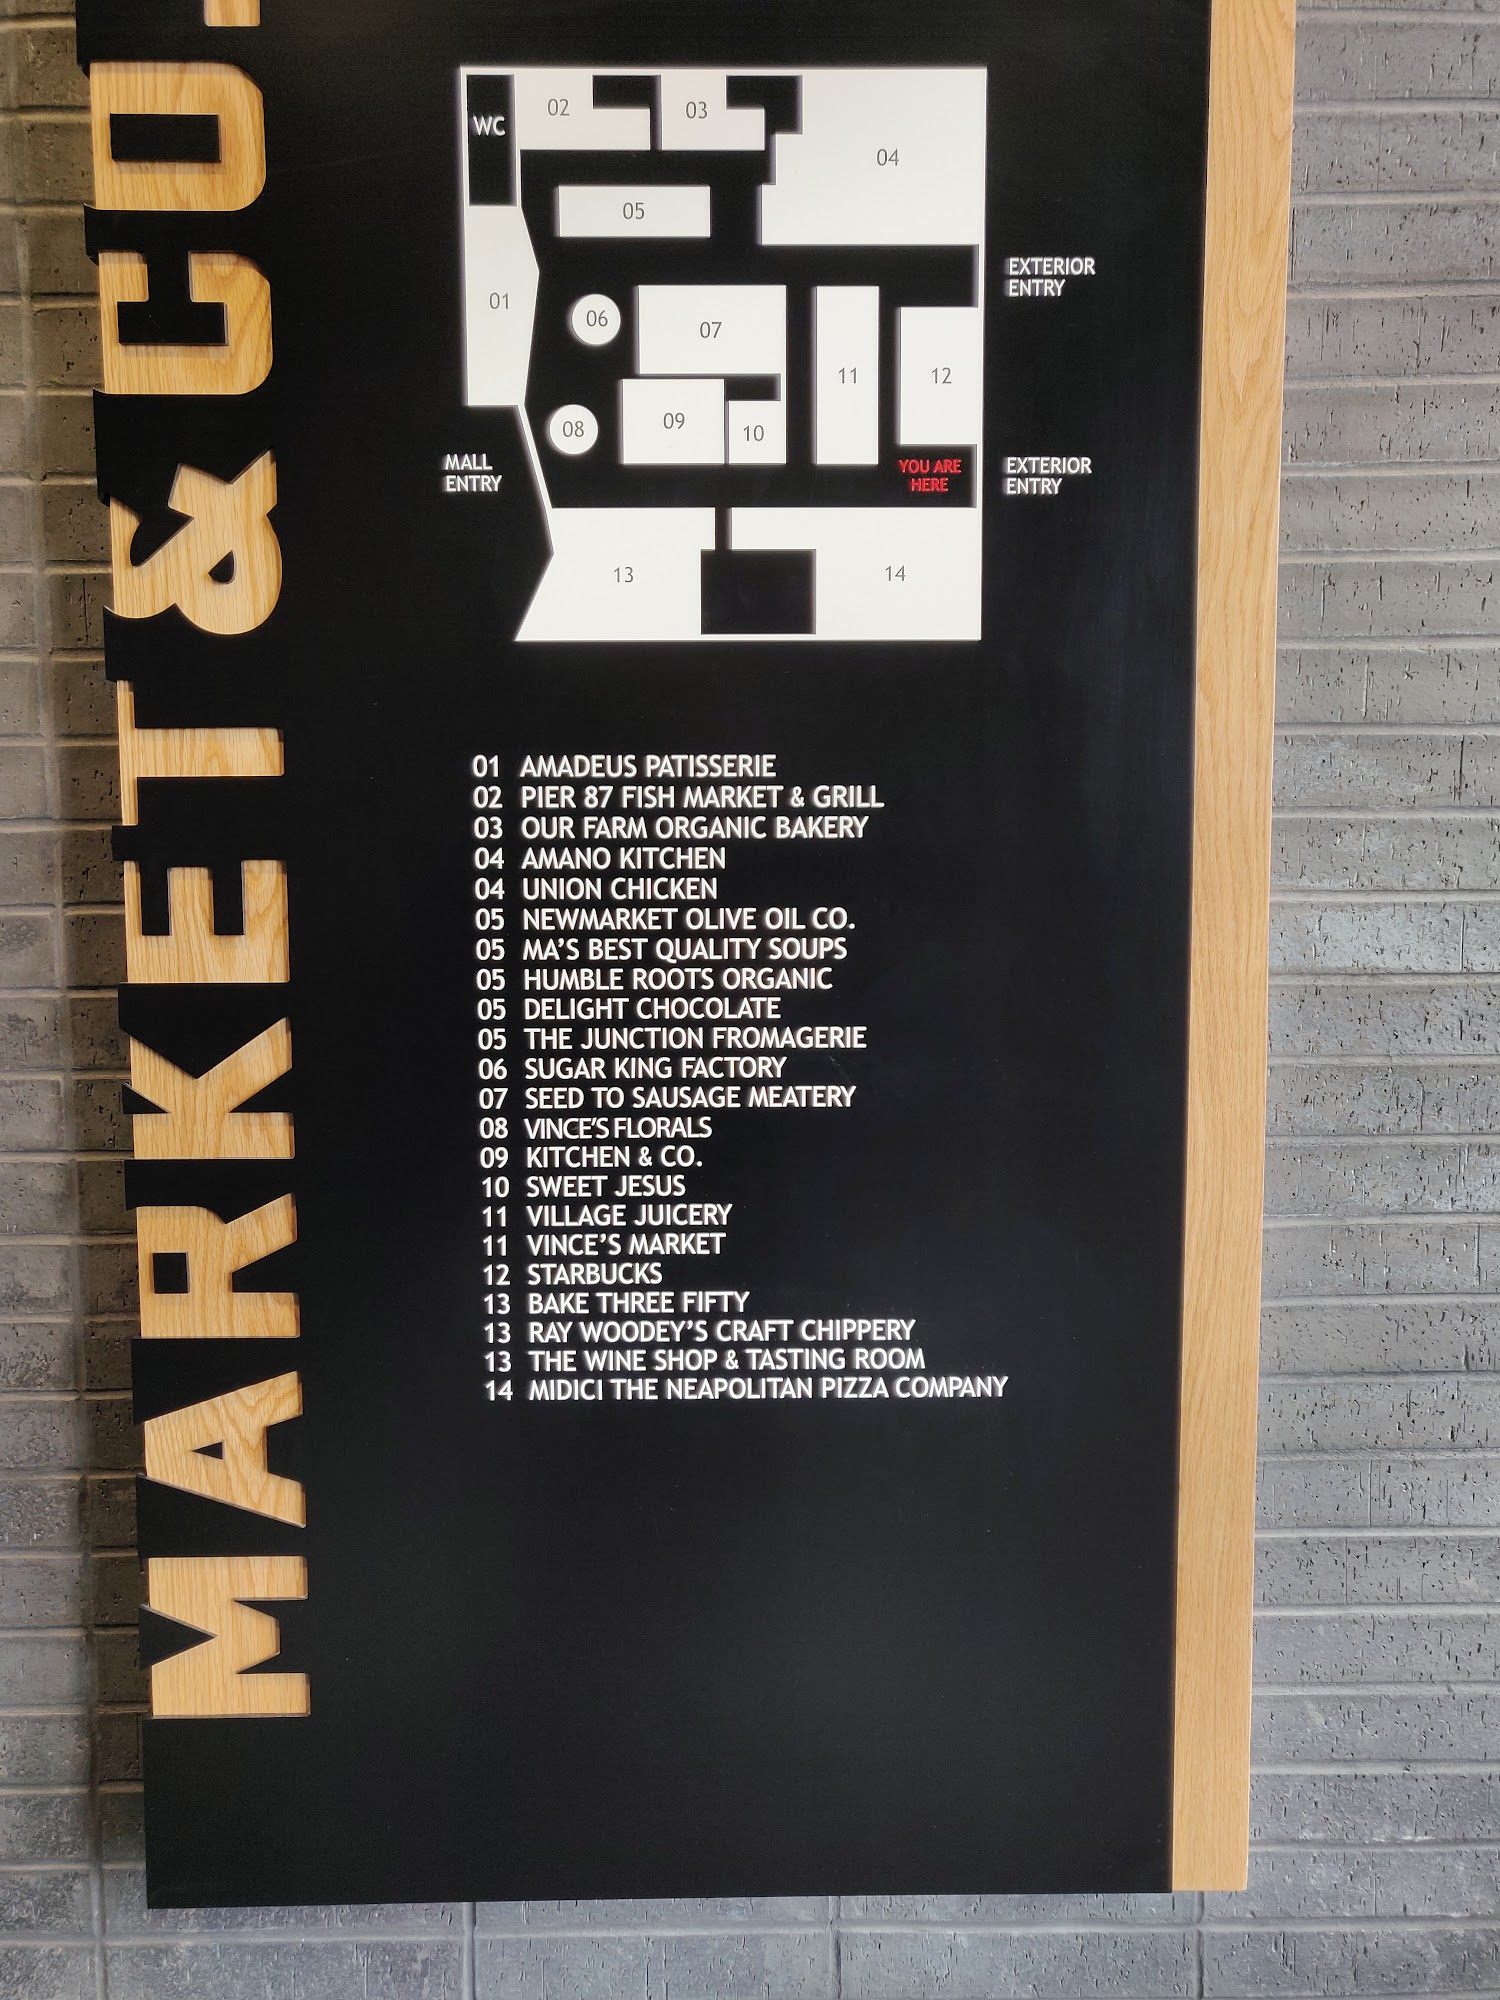 MARKET & CO.
WC
02
03
04
05
01
EXTERIOR
ENTRY
06
07
11
12
09
08
10
MALL
ENTRY
YOU ARE
HERE
EXTERIOR
ENTRY
13
14
01 AMADEUS PATISSERIE
02 PIER 87 FISH MARKET & GRILL
03 OUR FARM ORGANIC BAKERY
04 AMANO KITCHEN
04 UNION CHICKEN
05 NEWMARKET OLIVE OIL CO.
05 MA'S BEST QUALITY SOUPS
05 HUMBLE ROOTS ORGANIC
05 DELIGHT CHOCOLATE
05 THE JUNCTION FROMAGERIE
06 SUGAR KING FACTORY
07 SEED TO SAUSAGE MEATERY
08 VINCE'S FLORALS
09 KITCHEN & CO.
10 SWEET JESUS
11 VILLAGE JUICERY
11 VINCE'S MARKET
12 STARBUCKS
13 BAKE THREE FIFTY
13 RAY WOODEY'S CRAFT CHIPPERY
13 THE WINE SHOP & TASTING ROOM
14 MIDICI THE NEAPOLITAN PIZZA COMPANY